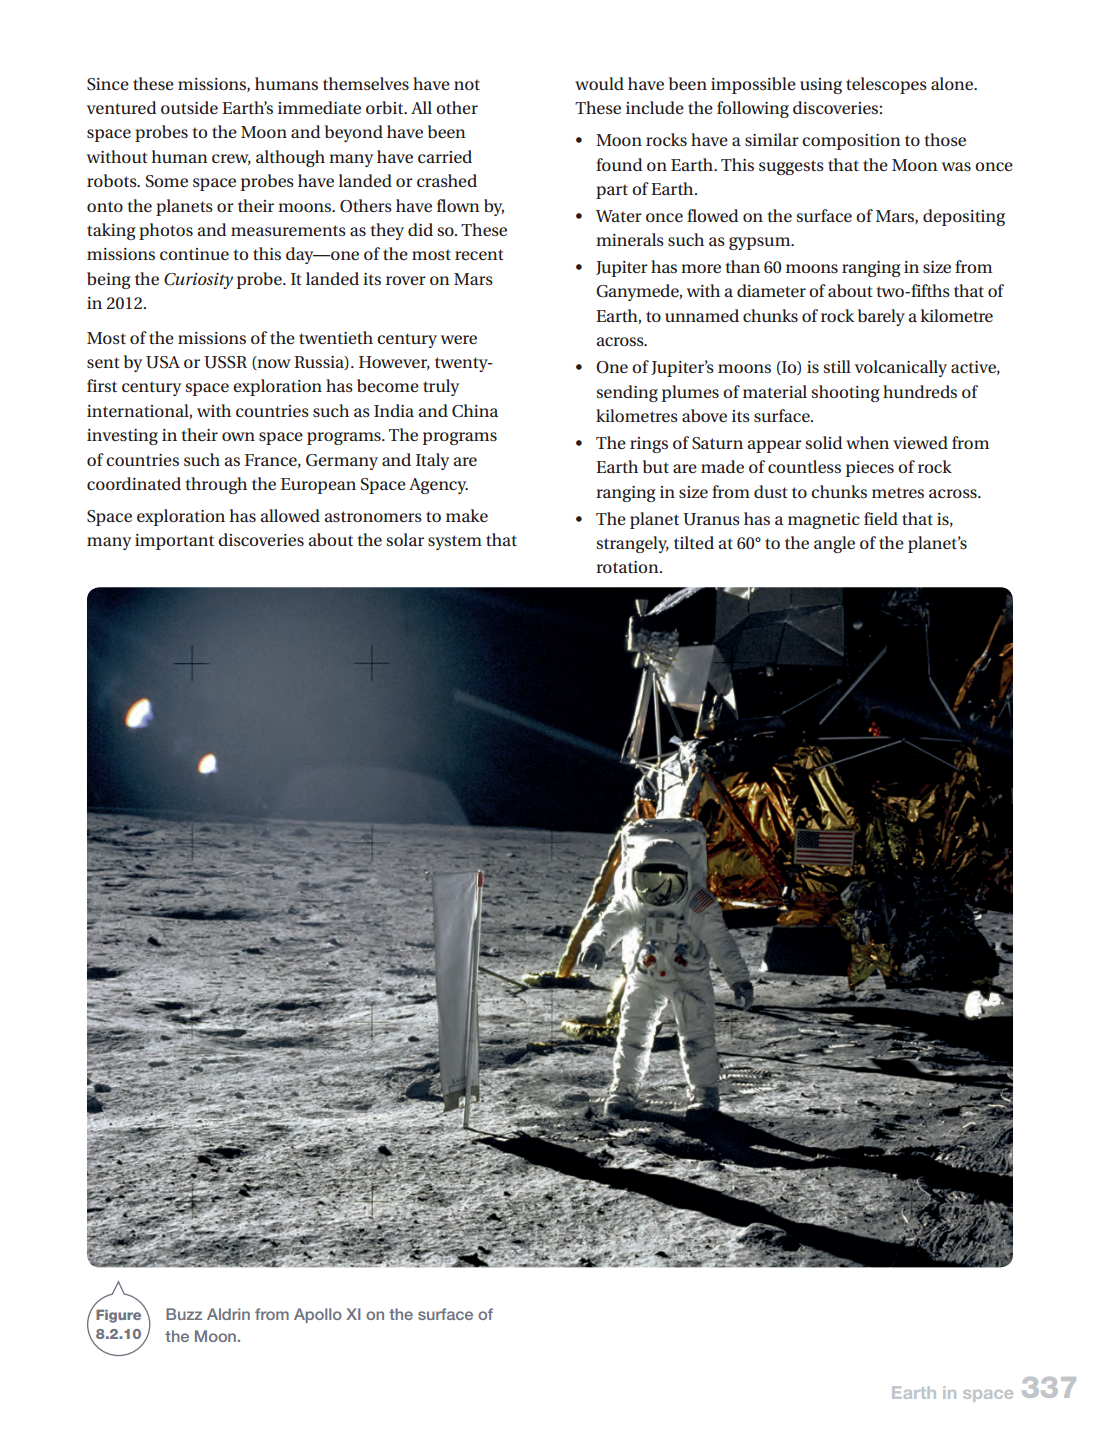 Since these missions, humans themselves have not
ventured outside Earth's immediate orbit. All other
space probes to the Moon and beyond have been
without human crew, although many have carried
robots. Some space probes have landed or crashed
onto the planets or their moons. Others have flown by,
taking photos and measurements as they did so. These
missions continue to this day—one of the most recent
being the Curiosity probe. It landed its rover on Mars
in 2012.
Most of the missions of the twentieth century were
sent by USA or USSR (now Russia). However, twenty-
first century space exploration has become truly
international, with countries such as India and China
investing in their own space programs. The programs
of countries such as France, Germany and Italy are
coordinated through the European Space Agency.
Space exploration has allowed astronomers to make
many important discoveries about the solar system that
would have been impossible using telescopes alone.
These include the following discoveries:
• Moon rocks have a similar composition to those
found on Earth. This suggests that the Moon was once
part of Earth.
• Water once flowed on the surface of Mars, depositing
minerals such as gypsum.
• Jupiter has more than 60 moons ranging in size from
Ganymede, with a diameter of about two-fifths that of
Earth, to unnamed chunks of rock barely a kilometre
across.
• One of Jupiter's moons (Io) is still volcanically active,
sending plumes of material shooting hundreds of
kilometres above its surface.
• The rings of Saturn appear solid when viewed from
Earth but are made of countless pieces of rock
ranging in size from dust to chunks metres across.
• The planet Uranus has a magnetic field that is,
strangely, tilted at 60° to the angle of the planet's
rotation.
Figure
8.2.10
Buzz Aldrin from Apollo XI on the surface of
the Moon.
Earth in space 337